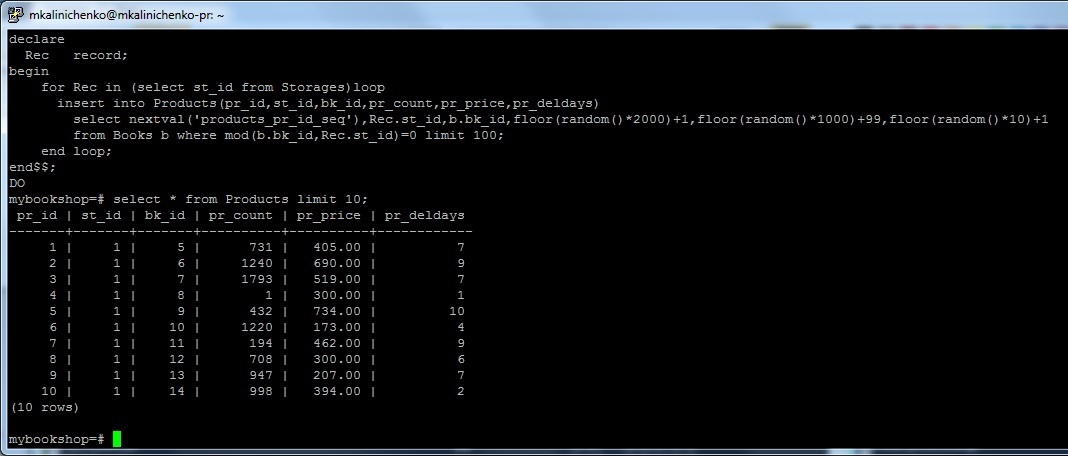 mkalinichenko@mkalinichenko-pr: ~
declare
  Rec   record;
begin
    for Rec in (select st_id from Storages)loop
      insert into Products(pr_id,st_id,bk_id,pr_count,pr_price,pr_deldays)
        select nextval('products_pr_id_seq'),Rec.st_id,b.bk_id,floor(random()*2000)+1,floor(random()*1000)+99,floor(random()*10)+1
        from Books b where mod(b.bk_id,Rec.st_id)=0 limit 100;
    end loop;
end$$;
DO
mybookshop=# select * from Products limit 10;
 pr_id | st_id | bk_id | pr_count | pr_price | pr_deldays
-------+-------+-------+----------+----------+------------
     1 |     1 |     5 |      731 |   405.00 |          7
     2 |     1 |     6 |     1240 |   690.00 |          9
     3 |     1 |     7 |     1793 |   519.00 |          7
     4 |     1 |     8 |        1 |   300.00 |          1
     5 |     1 |     9 |      432 |   734.00 |         10
     6 |     1 |    10 |     1220 |   173.00 |          4
     7 |     1 |    11 |      194 |   462.00 |          9
     8 |     1 |    12 |      708 |   300.00 |          6
     9 |     1 |    13 |      947 |   207.00 |          7
    10 |     1 |    14 |      998 |   394.00 |          2
(10 rows)
mybookshop=#